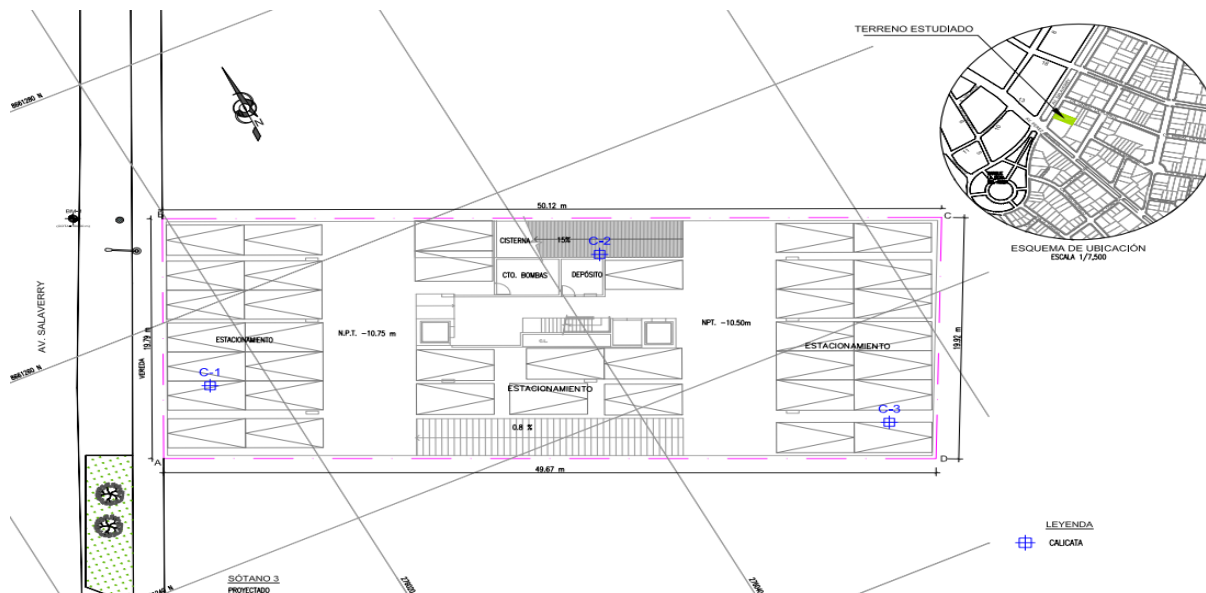 TERRENO ESTUDIADO
8661280 N
N
50.12 m
B
C
CISTERNA
15%
C-2
CTO. BOMBAS
DEPÓSITO
ESQUEMA DE UBICACIÓN
ESCALA 1/7,500
AV. SALAVERRY
VEREDA
19.79 m
19.92 m
N.P.T. -10.75 m
NPT. -10.50m
ESTACIONAMIENTO
ESTACIONAMIENTO
8661260 N
C-1
ESTACIONAMIENTO
C-3
0.8 %
A
D
49.67 m
LEYENDA
CALICATA
SÓTANO 3
PROYECTADO